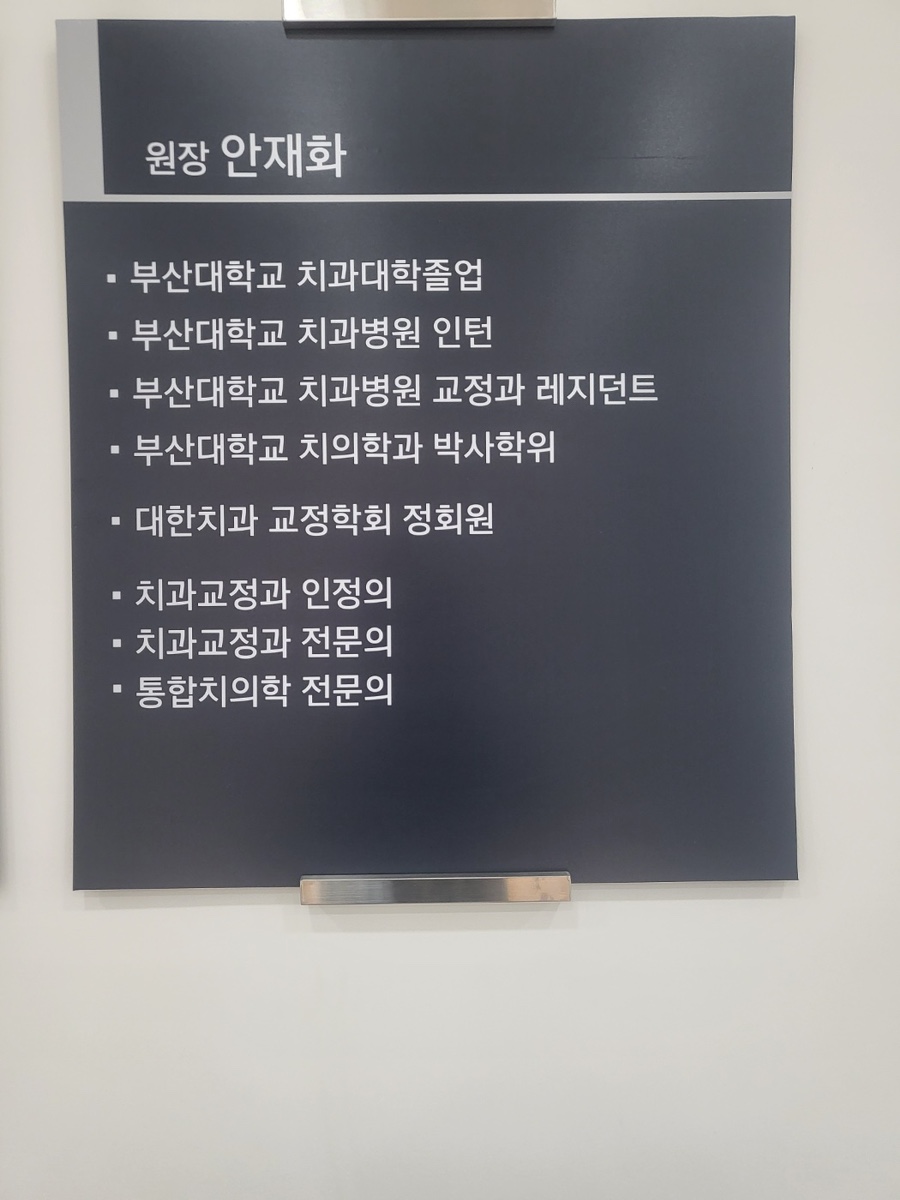 원장 안재화
▪ 부산대학교 치과대학졸업
▪ 부산대학교 치과병원 인턴
▪ 부산대학교 치과병원 교정과 레지던트
▪ 부산대학교 치의학과 박사학위
▪ 대한치과 교정학회 정회원
▪ 치과교정과 인정의
▪ 치과교정과 전문의
▪ 통합치의학 전문의